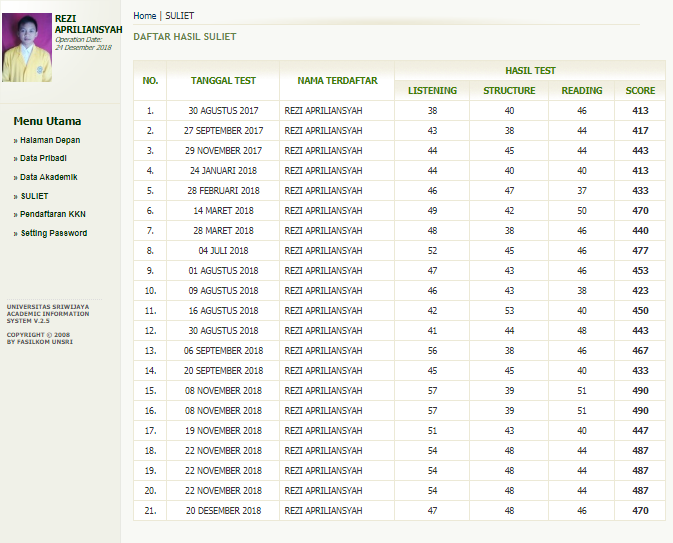 REZI
APRILIANSYAH
Operation Date:
24 Desember 2018
Menu Utama
» Halaman Depan
» Data Pribadi
» Data Akademik
» SULIET
» Pendaftaran KKN
» Setting Password
UNIVERSITAS SRIWIJAYA
ACADEMIC INFORMATION
SYSTEM V.2.5
COPYRIGHT © 2008
BY FASILKOM UNSRI
Home | SULIET
DAFTAR HASIL SULIET
NO. TANGGAL TEST NAMA TERDAFTAR HASIL TEST
LISTENING STRUCTURE READING SCORE
1. 30 AGUSTUS 2017 REZI APRILIANSYAH 38 40 46 413
2. 27 SEPTEMBER 2017 REZI APRILIANSYAH 43 38 44 417
3. 29 NOVEMBER 2017 REZI APRILIANSYAH 44 45 44 443
4. 24 JANUARI 2018 REZI APRILIANSYAH 44 40 40 413
5. 28 FEBRUARI 2018 REZI APRILIANSYAH 46 47 37 433
6. 14 MARET 2018 REZI APRILIANSYAH 49 42 50 470
7. 28 MARET 2018 REZI APRILIANSYAH 48 38 46 440
8. 04 JULI 2018 REZI APRILIANSYAH 52 45 46 477
9. 01 AGUSTUS 2018 REZI APRILIANSYAH 47 43 46 453
10. 09 AGUSTUS 2018 REZI APRILIANSYAH 46 43 38 423
11. 16 AGUSTUS 2018 REZI APRILIANSYAH 42 53 40 450
12. 30 AGUSTUS 2018 REZI APRILIANSYAH 41 44 48 443
13. 06 SEPTEMBER 2018 REZI APRILIANSYAH 56 38 46 467
14. 20 SEPTEMBER 2018 REZI APRILIANSYAH 45 45 40 433
15. 08 NOVEMBER 2018 REZI APRILIANSYAH 57 39 51 490
16. 08 NOVEMBER 2018 REZI APRILIANSYAH 57 39 51 490
17. 19 NOVEMBER 2018 REZI APRILIANSYAH 51 43 40 447
18. 22 NOVEMBER 2018 REZI APRILIANSYAH 54 48 44 487
19. 22 NOVEMBER 2018 REZI APRILIANSYAH 54 48 44 487
20. 22 NOVEMBER 2018 REZI APRILIANSYAH 54 48 44 487
21. 20 DESEMBER 2018 REZI APRILIANSYAH 47 48 46 470